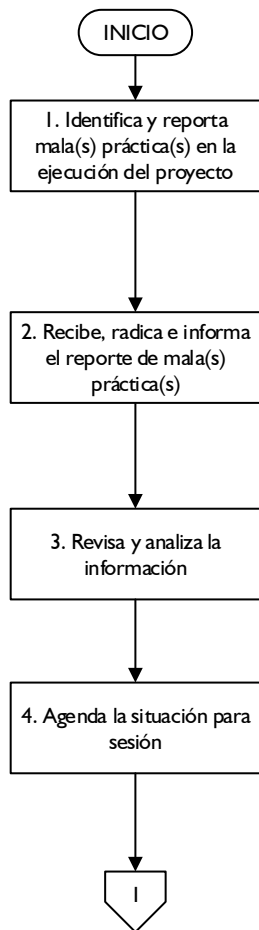 INICIO
1. Identifica y reporta
mala(s) práctica(s) en la
ejecución del proyecto
2. Recibe, radica e informa
el reporte de mala(s)
práctica(s)
3. Revisa y analiza la
información
4. Agenda la situación para
sesión
1